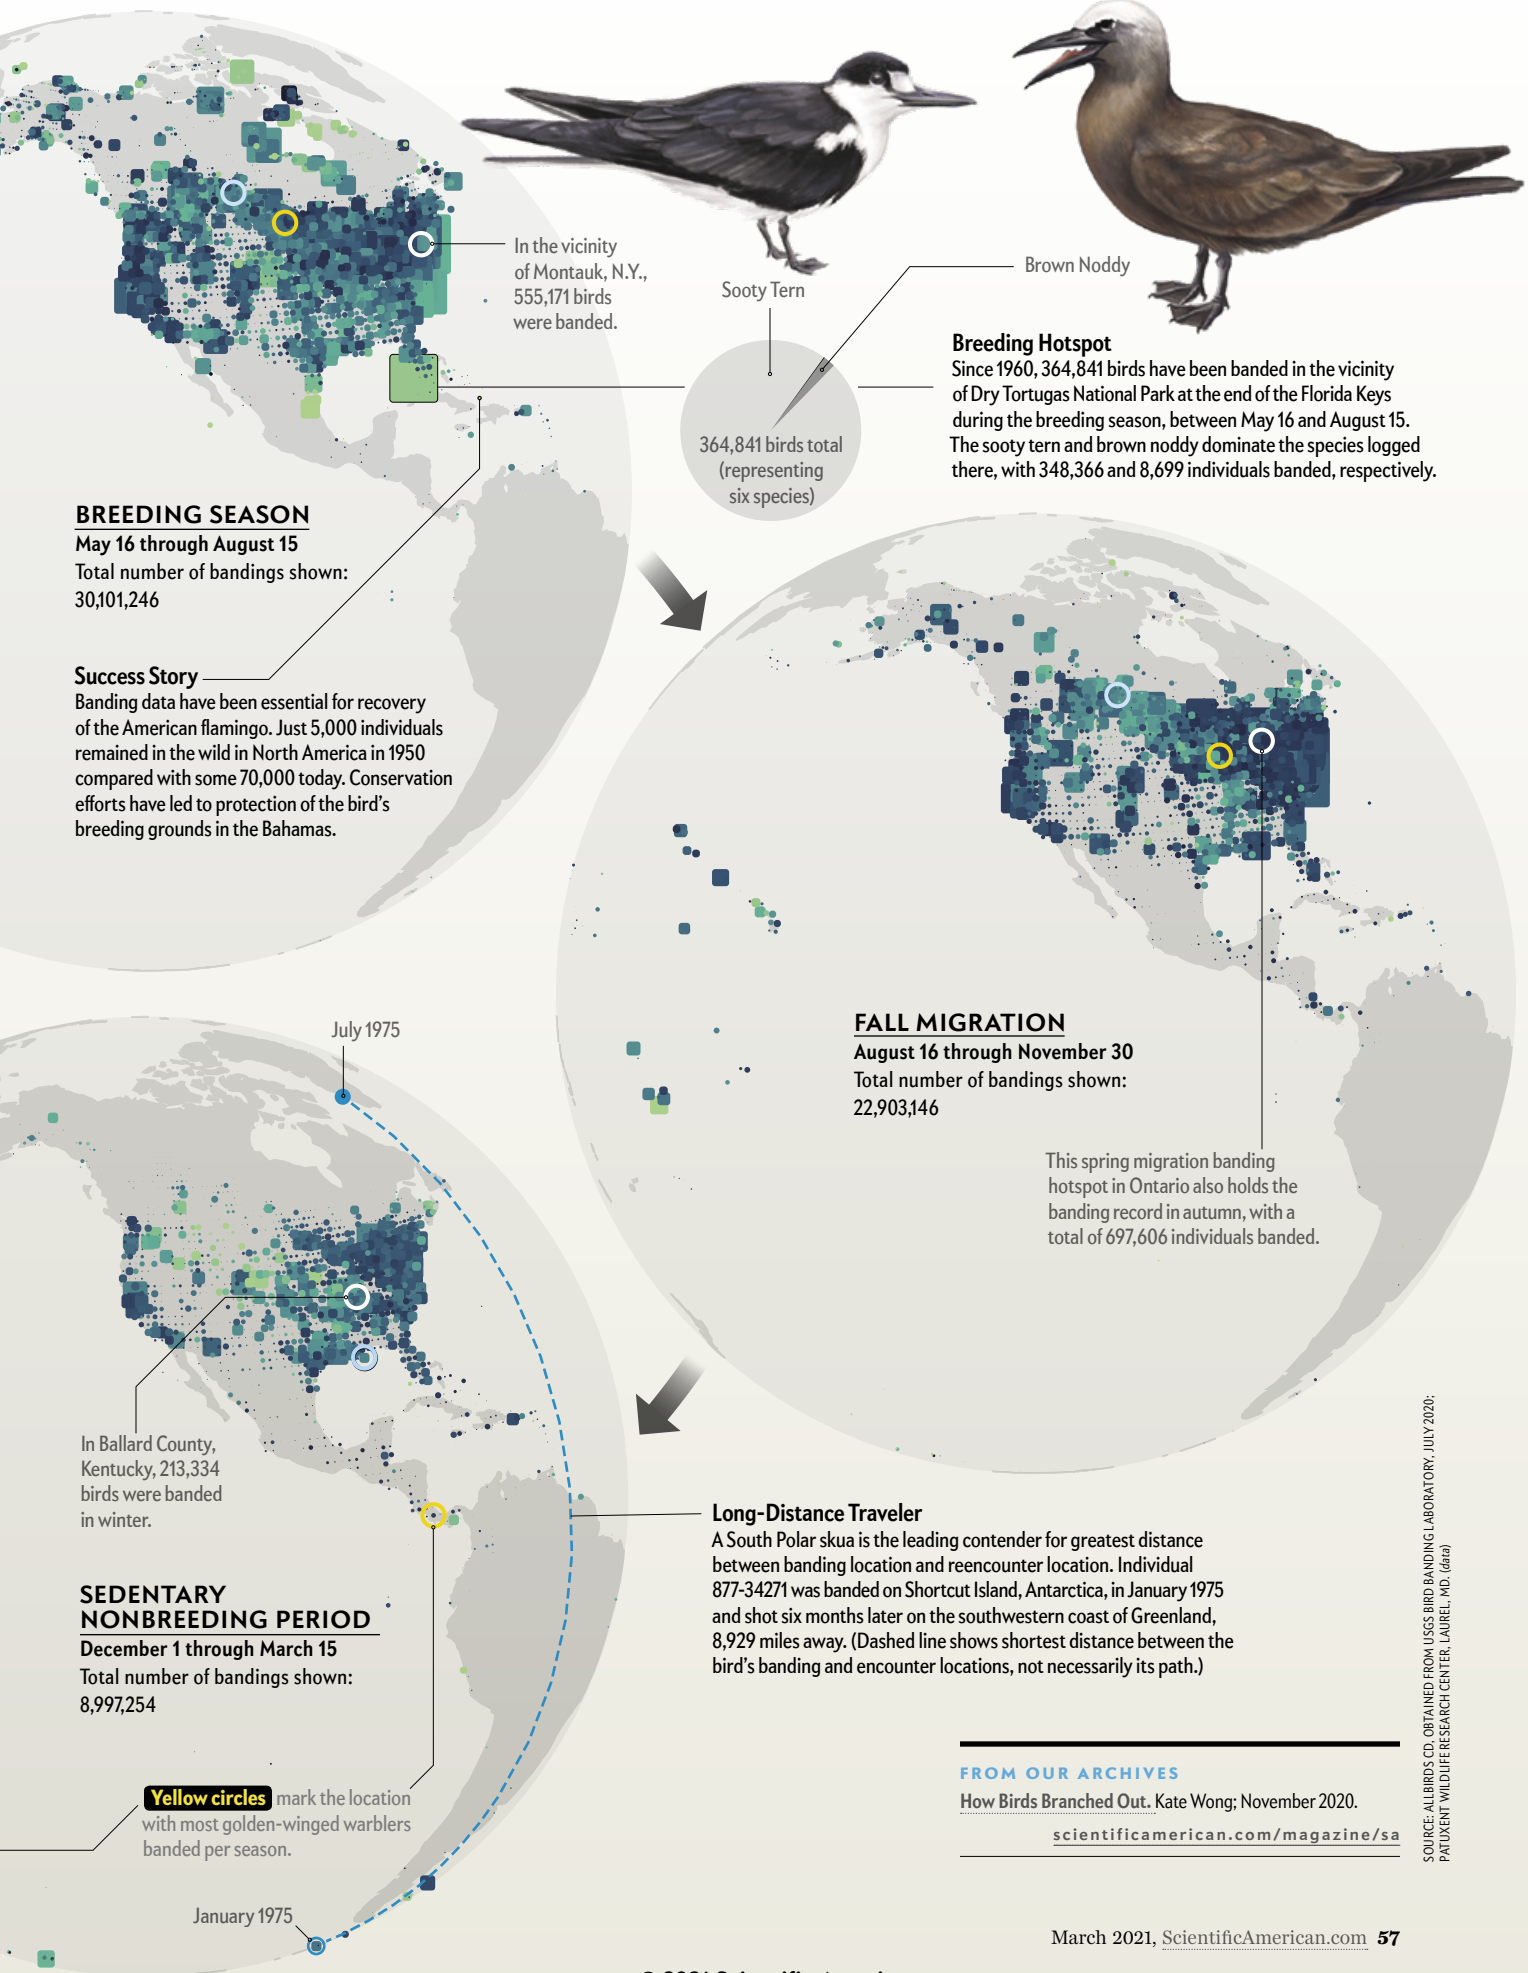 In the vicinity
of Montauk, N.Y.,
555,171 birds
were banded.
Sooty Tern
Brown Noddy
364,841 birds total
(representing
six species)
Breeding Hotspot
Since 1960, 364,841 birds have been banded in the vicinity
of Dry Tortugas National Park at the end of the Florida Keys
during the breeding season, between May 16 and August 15.
The sooty tern and brown noddy dominate the species logged
there, with 348,366 and 8,699 individuals banded, respectively.
BREEDING SEASON
May 16 through August 15
Total number of bandings shown:
30,101,246
Success Story
Banding data have been essential for recovery
of the American flamingo. Just 5,000 individuals
remained in the wild in North America in 1950
compared with some 70,000 today. Conservation
efforts have led to protection of the bird's
breeding grounds in the Bahamas.
FALL MIGRATION
August 16 through November 30
Total number of bandings shown:
22,903,146
This spring migration banding
hotspot in Ontario also holds the
banding record in autumn, with a
total of 697,606 individuals banded.
July 1975
In Ballard County,
Kentucky, 213,334
birds were banded
in winter.
SEDENTARY
NONBREEDING PERIOD
December 1 through March 15
Total number of bandings shown:
8,997,254
Yellow circles mark the location
with most golden-winged warblers
banded per season.
January 1975
Long-Distance Traveler
A South Polar skua is the leading contender for greatest distance
between banding location and reencounter location. Individual
877-34271 was banded on Shortcut Island, Antarctica, in January 1975
and shot six months later on the southwestern coast of Greenland,
8,929 miles away. (Dashed line shows shortest distance between the
bird's banding and encounter locations, not necessarily its path.)
FROM OUR ARCHIVES
How Birds Branched Out. Kate Wong; November 2020.
scientificamerican.com/magazine/sa
SOURCE: ALLBIRDS CD, OBTAINED FROM USGS BIRD BANDING LABORATORY, JULY 2020;
PATUXENT WILDLIFE RESEARCH CENTER, LAUREL, MD. (data)
March 2021, ScientificAmerican.com 57